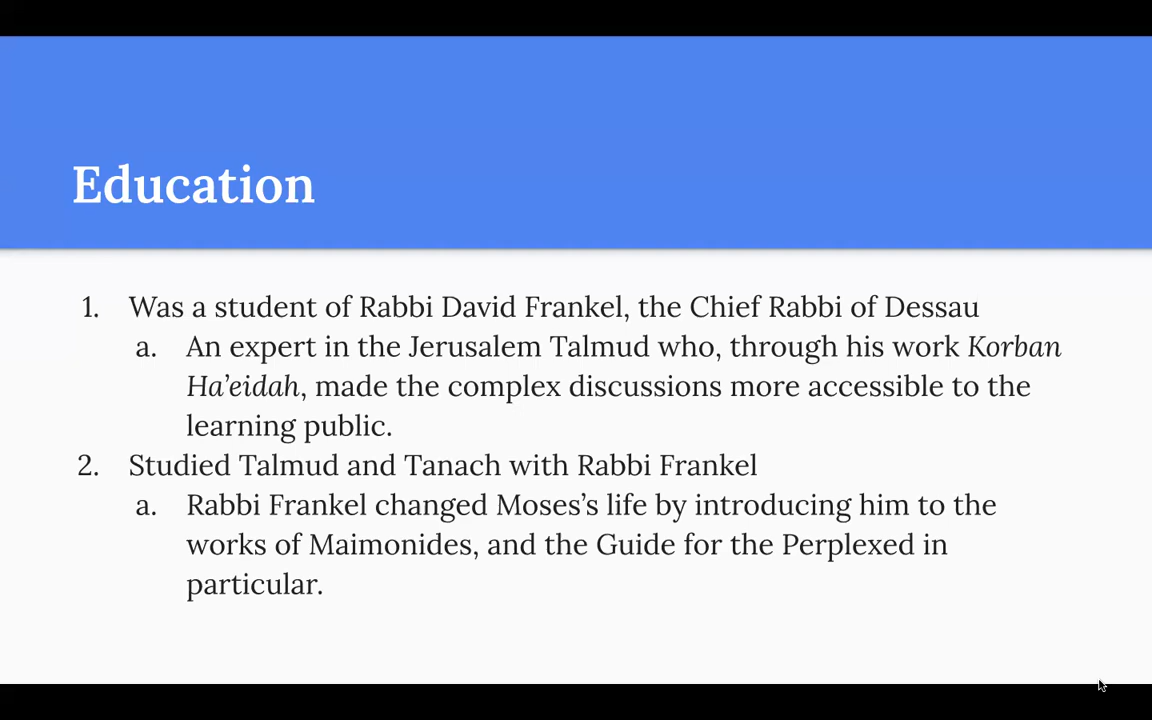 Education
1. Was a student of Rabbi David Frankel, the Chief Rabbi of Dessau
a. An expert in the Jerusalem Talmud who, through his work Korban
Ha’eidah, made the complex discussions more accessible to the
learning public.
2. Studied Talmud and Tanach with Rabbi Frankel
a. Rabbi Frankel changed Moses’s life by introducing him to the
works of Maimonides, and the Guide for the Perplexed in
particular.